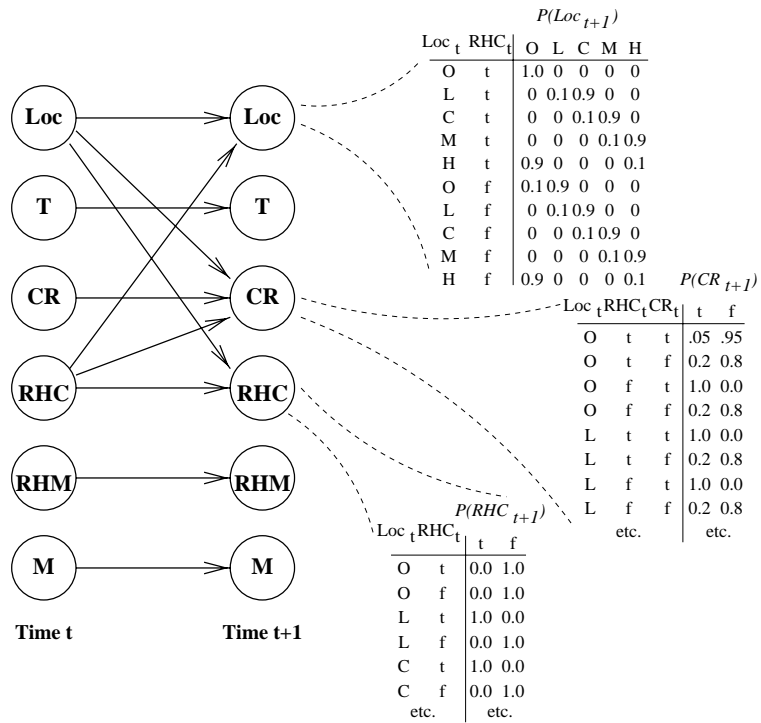 P(Loc t+1)
Loc t RHC t O L C M H
O t 1.0 0 0 0 0
L t 0 0.1 0.9 0 0
C t 0 0 0.1 0.9 0
M t 0 0 0 0.1 0.9
H t 0.9 0 0 0 0.1
O f 0.1 0.9 0 0 0
L f 0 0.1 0.9 0 0
C f 0 0 0.1 0.9 0
M f 0 0 0 0.1 0.9
H f 0.9 0 0 0 0.1
Loc Loc
T T
CR CR
RHC RHC
RHM RHM
M M
Time t Time t+1
P(CR t+1)
Loc t RHC t CR t t f
O t t .05 .95
O t f 0.2 0.8
O f t 1.0 0.0
O f f 0.2 0.8
L t t 1.0 0.0
L t f 0.2 0.8
L f t 1.0 0.0
L f f 0.2 0.8
etc. etc.
P(RHC t+1)
Loc t RHC t t f
O t 0.0 1.0
O f 0.0 1.0
L t 1.0 0.0
L f 0.0 1.0
C t 1.0 0.0
C f 0.0 1.0
etc. etc.